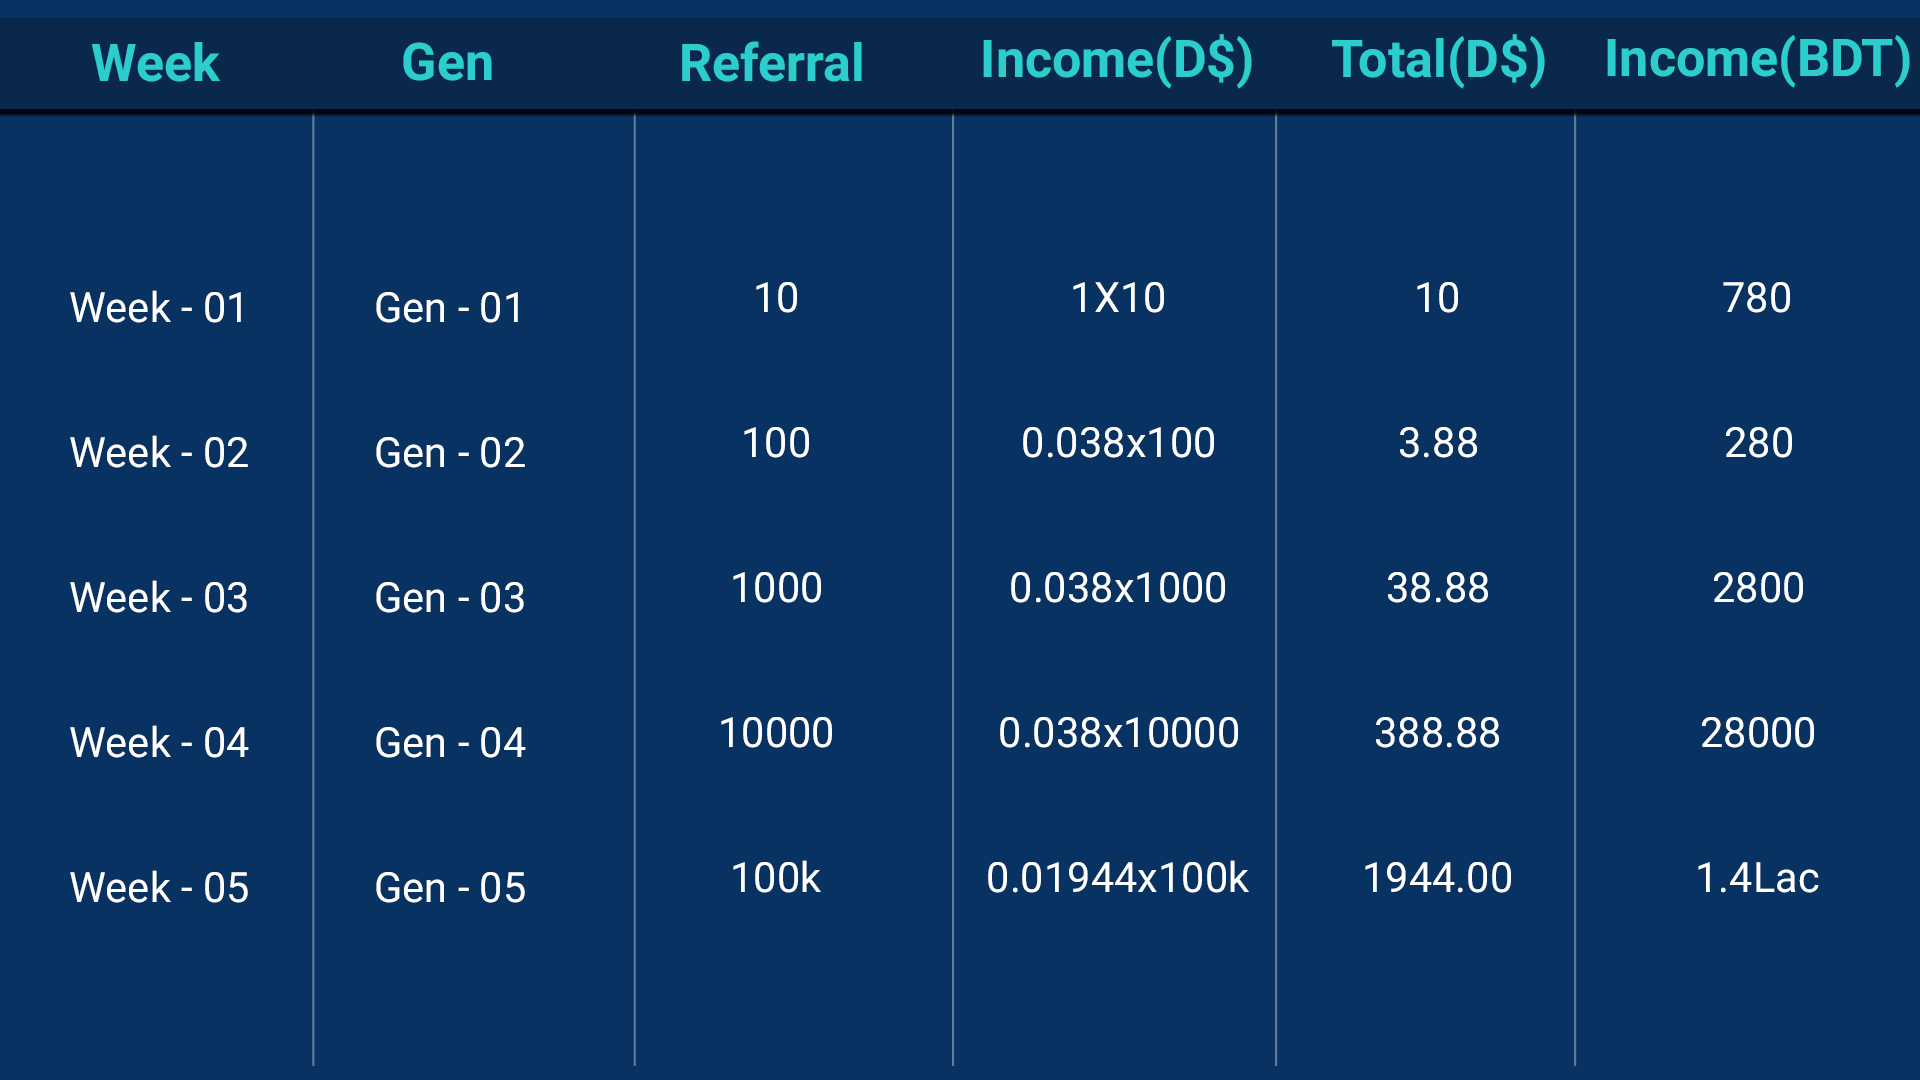 Week Gen Referral Income(D$) Total(D$) Income(BDT)
Week - 01 Gen - 01 10 1X10 10 780
Week - 02 Gen - 02 100 0.038x100 3.88 280
Week - 03 Gen - 03 1000 0.038x1000 38.88 2800
Week - 04 Gen - 04 10000 0.038x10000 388.88 28000
Week - 05 Gen - 05 100k 0.01944x100k 1944.00 1.4Lac